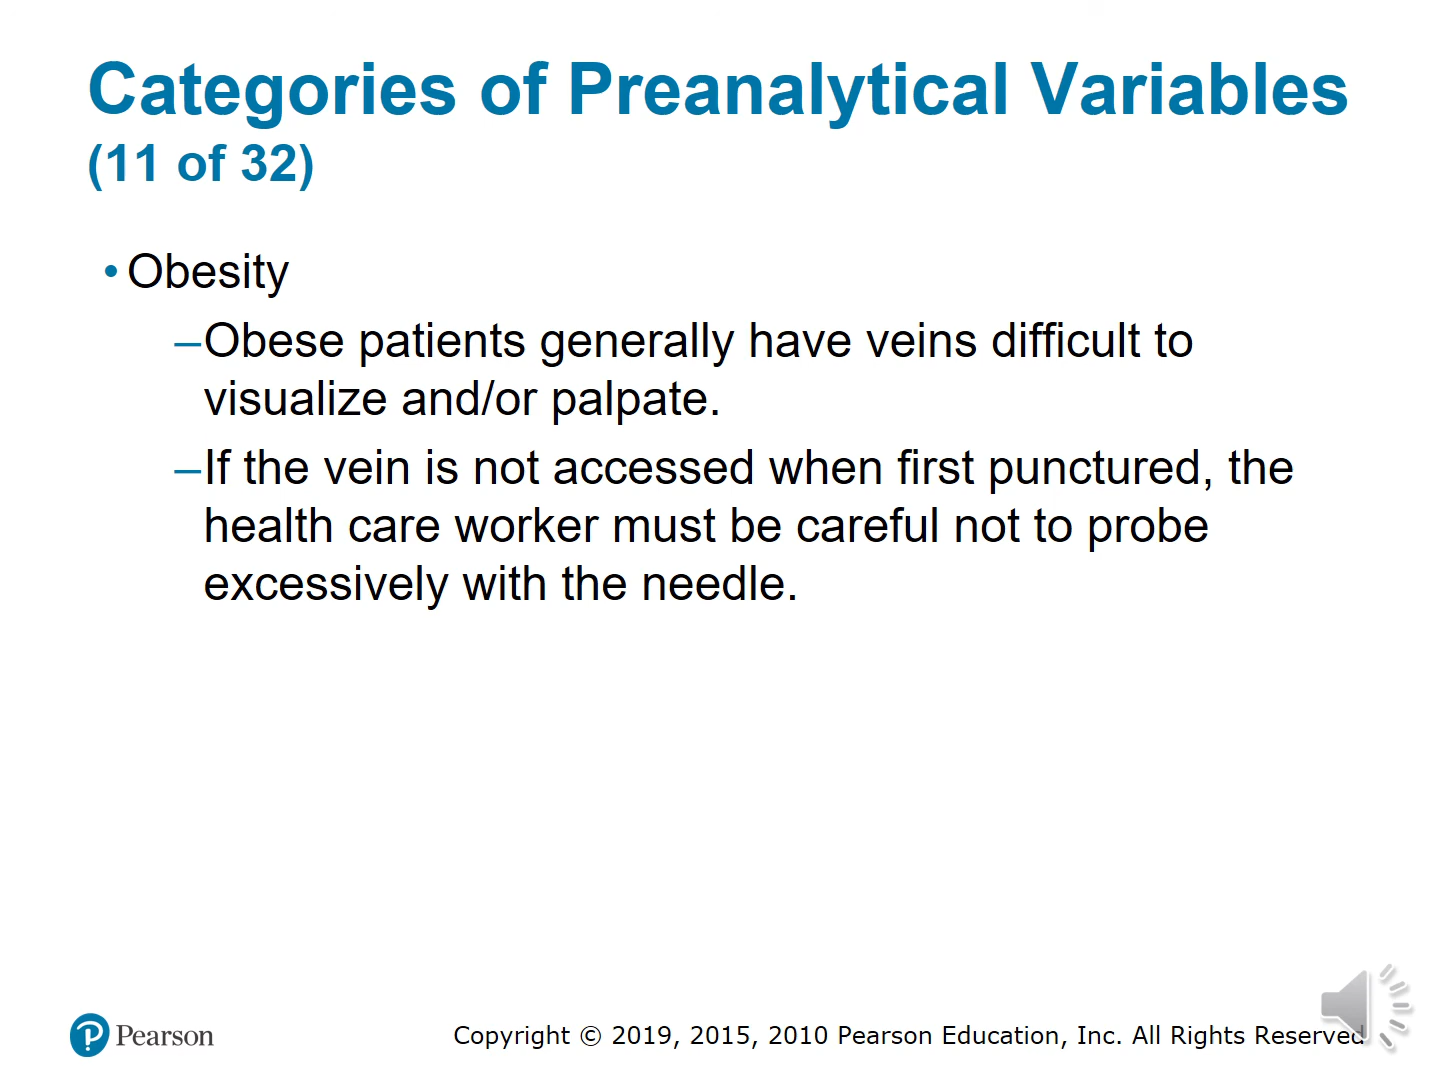 Categories of Preanalytical Variables
(11 of 32)
• Obesity
–Obese patients generally have veins difficult to
visualize and/or palpate.
–If the vein is not accessed when first punctured, the
health care worker must be careful not to probe
excessively with the needle.
Pearson
Copyright © 2019, 2015, 2010 Pearson Education, Inc. All Rights Reserved